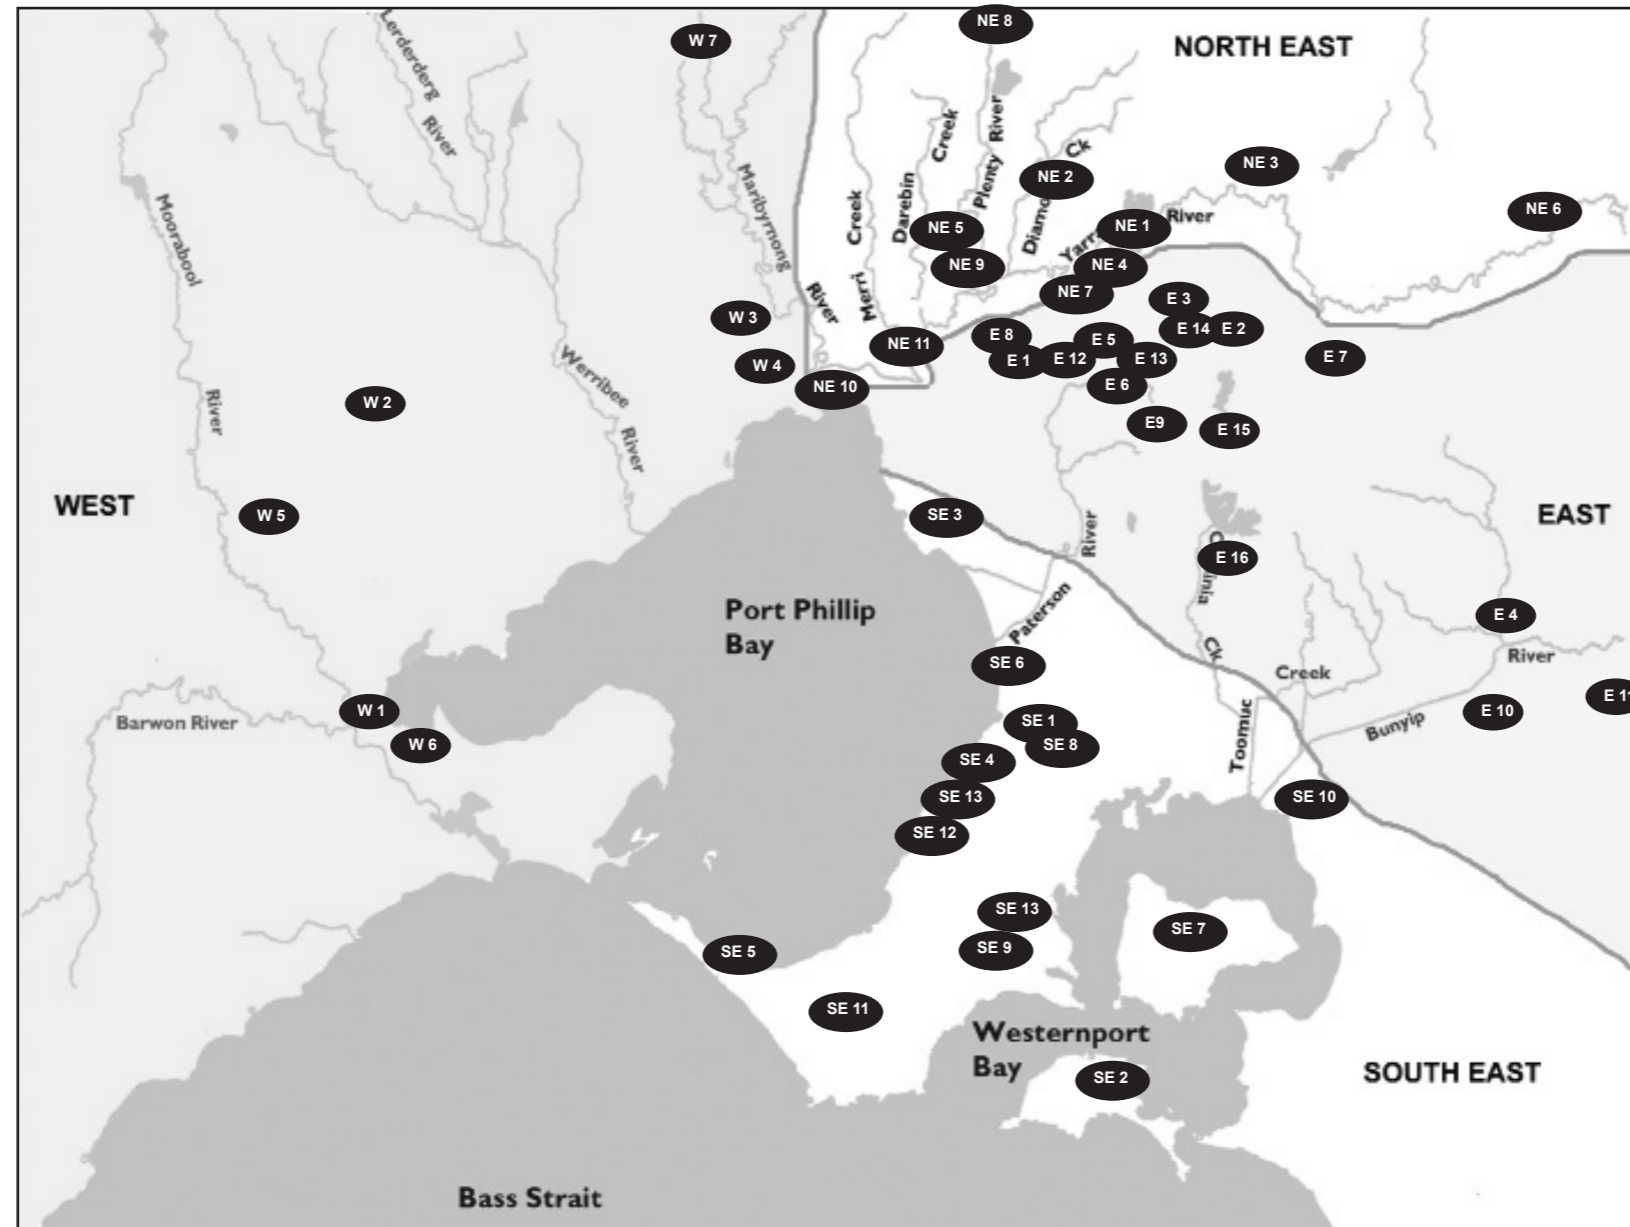 NE 8
W 7
NORTH EAST
Lerderderg
River
Maribyrnong
River
Merri
Creek
Darebin
Creek
Plenty River
Ck
NE 2
NE 3
NE 6
NE 5
NE 1
River
NE 9
NE 4
NE 7
Moorabool
River
W 3
W 4
NE 11
NE 10
E 3
E 14
E 2
E 8
E 5
E 1
E 12
E 13
E 6
E 7
E9
E 15
W 2
Werribee
River
WEST
W 5
SE 3
River
EAST
E 16
Ck
Port Phillip
Bay
Paterson
SE 6
E 4
River
Creek
Toomuc
Bunyip
E 10
E 11
Barwon River
W 1
W 6
SE 1
SE 8
SE 4
SE 13
SE 12
SE 10
SE 13
SE 9
SE 7
SE 5
SE 11
Westernport
Bay
SE 2
SOUTH EAST
Bass Strait